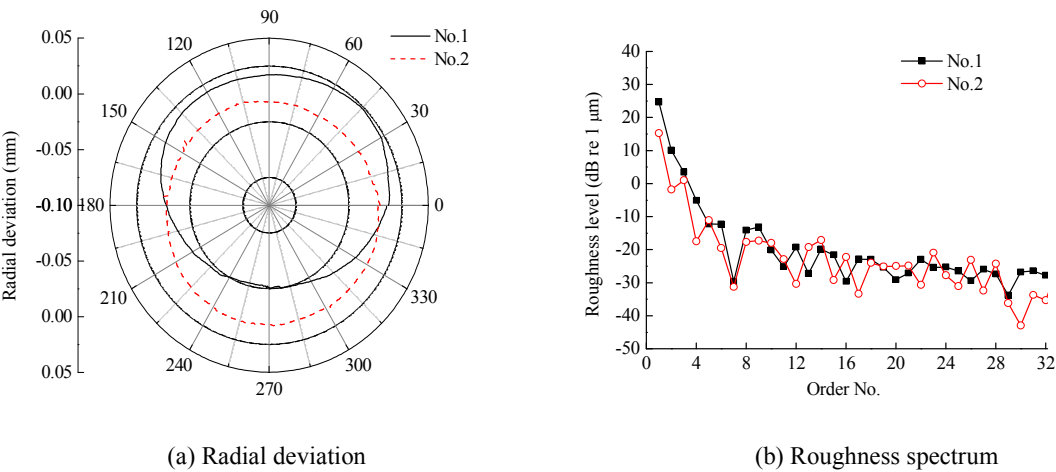 90
120
60
150
30
180
0
210
330
240
300
270
0.05
0.00
-0.05
-0.10
-0.05
0.00
0.05
Radial deviation (mm)
No.1
No.2
(a) Radial deviation
40
30
20
10
0
-10
-20
-30
-40
-50
Roughness level (dB re 1 μm)
0 4 8 12 16 20 24 28 32
Order No.
No.1
No.2
(b) Roughness spectrum